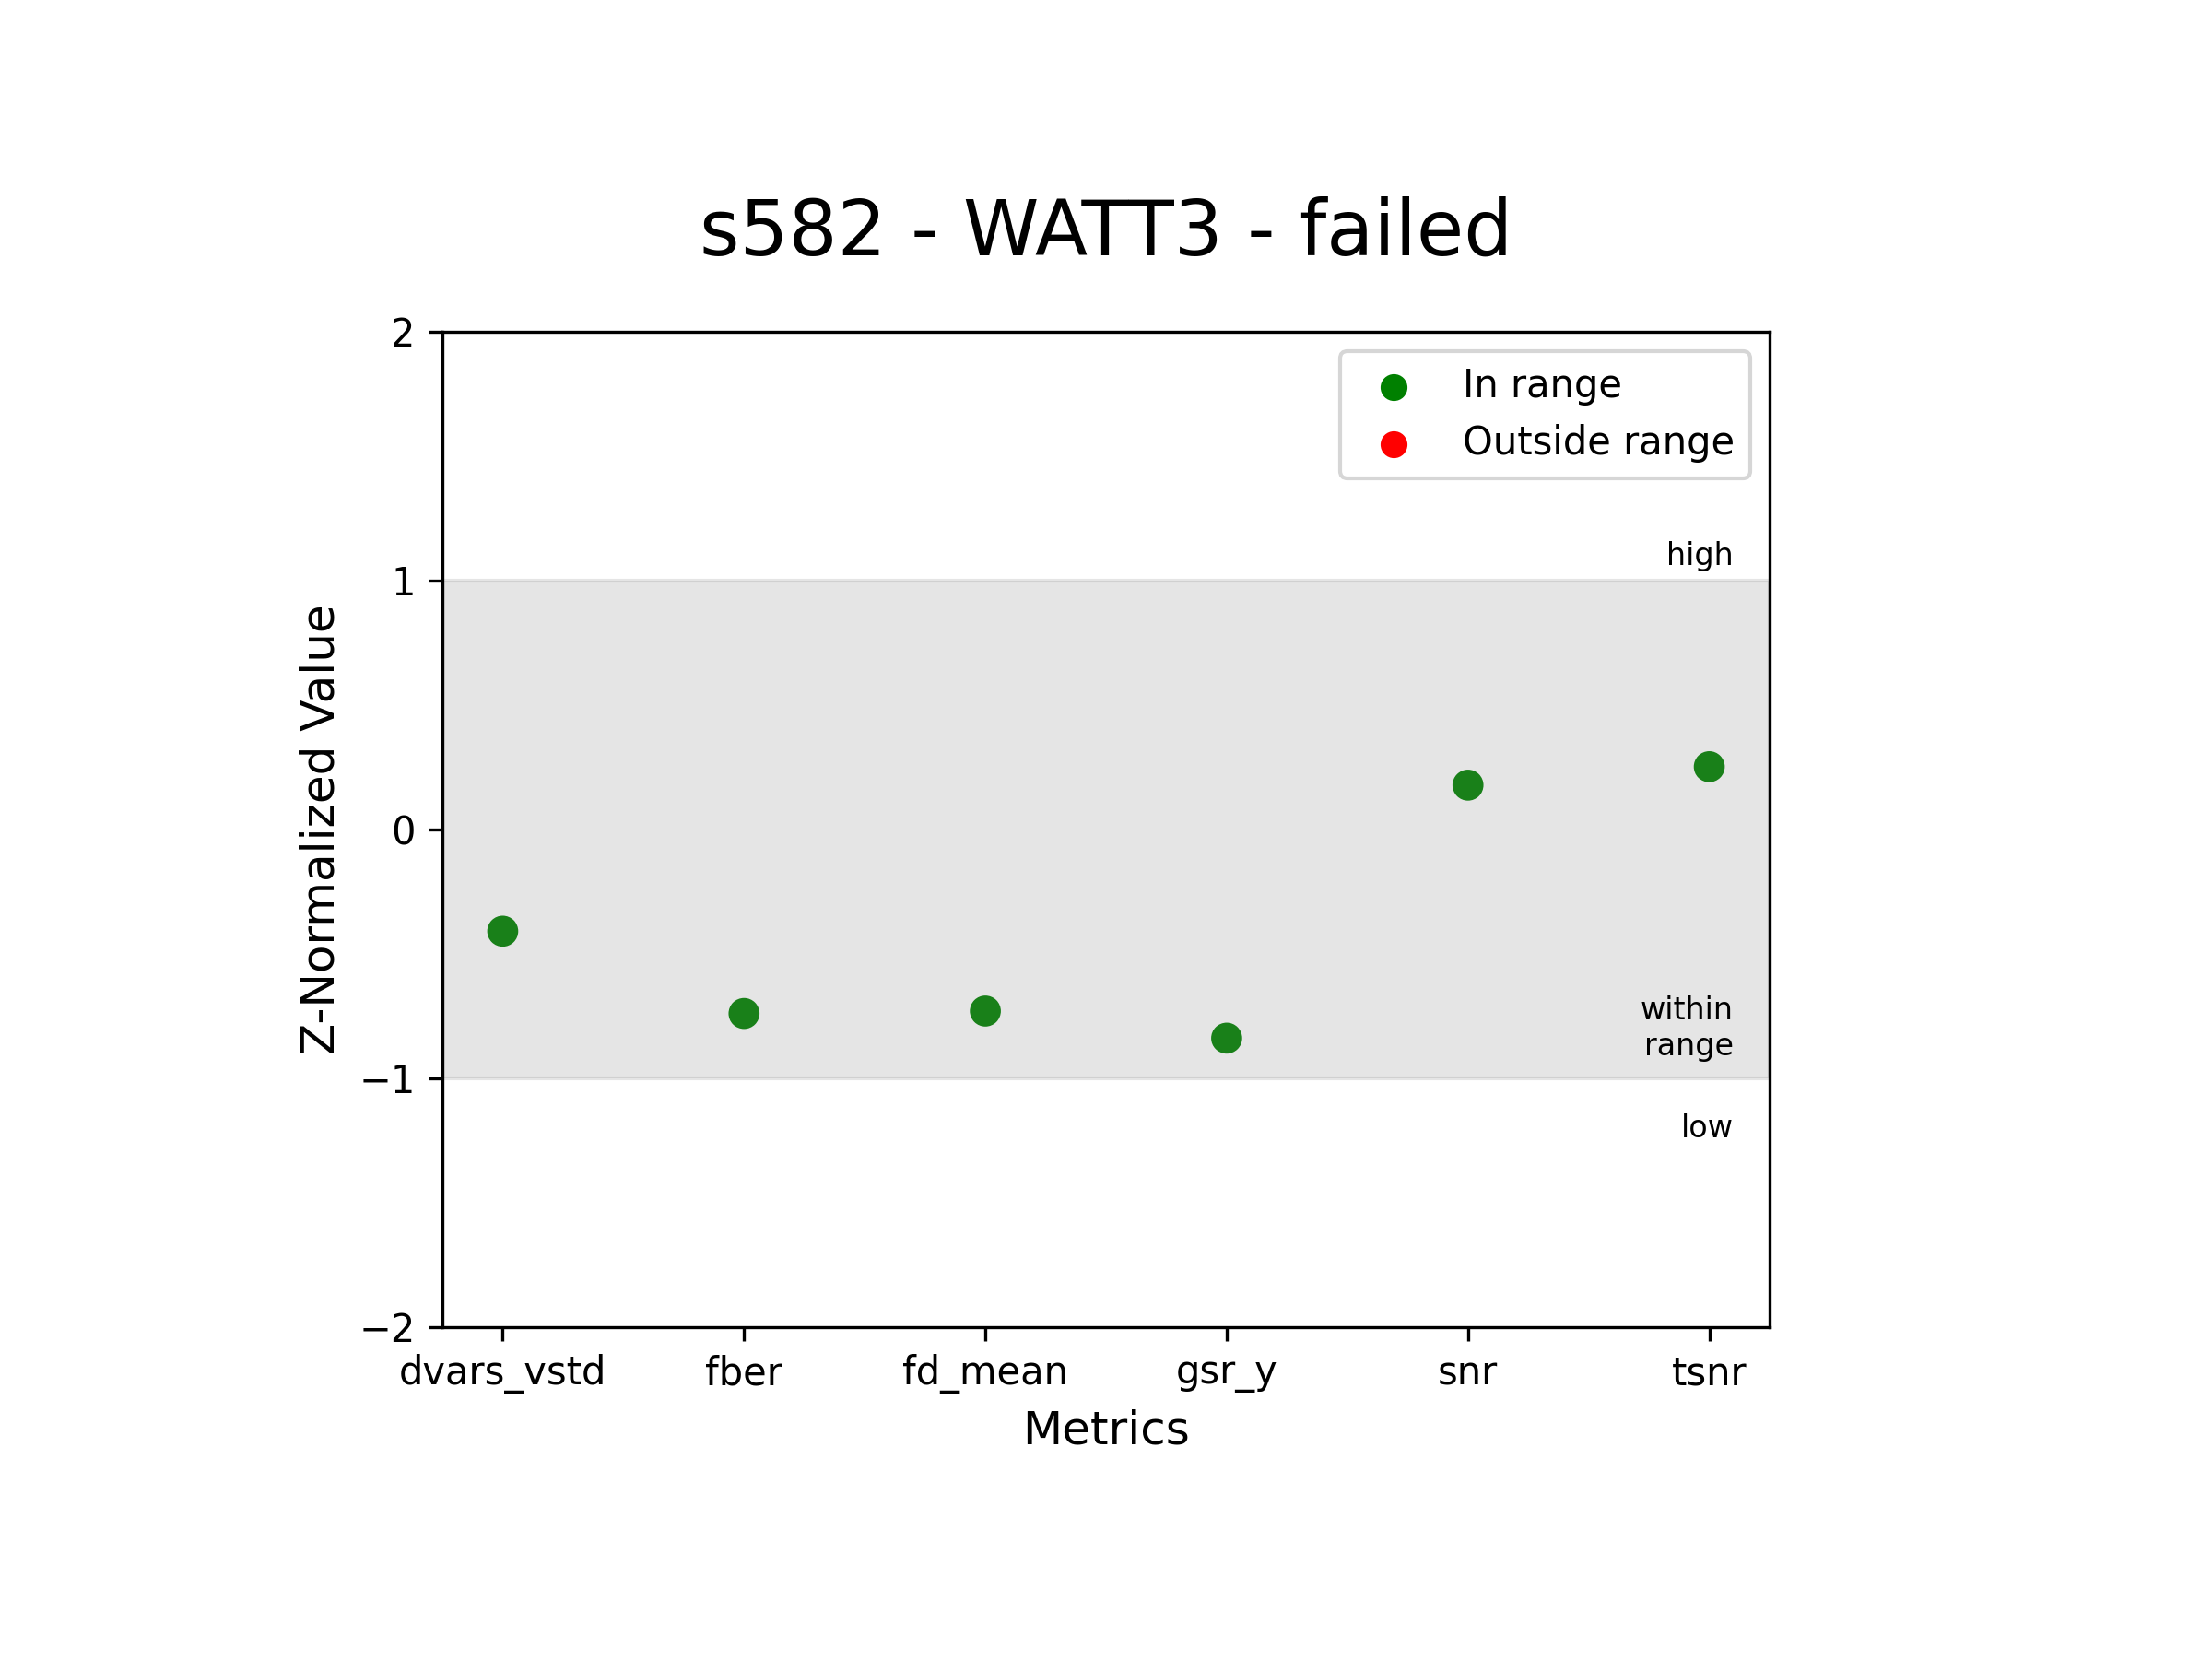 s582 - WATT3 - failed
2
In range
Outside range
high
1
Z-Normalized Value
0
within
range
−1
low
−2
dvars_vstd fber fd_mean gsr_y snr tsnr
Metrics